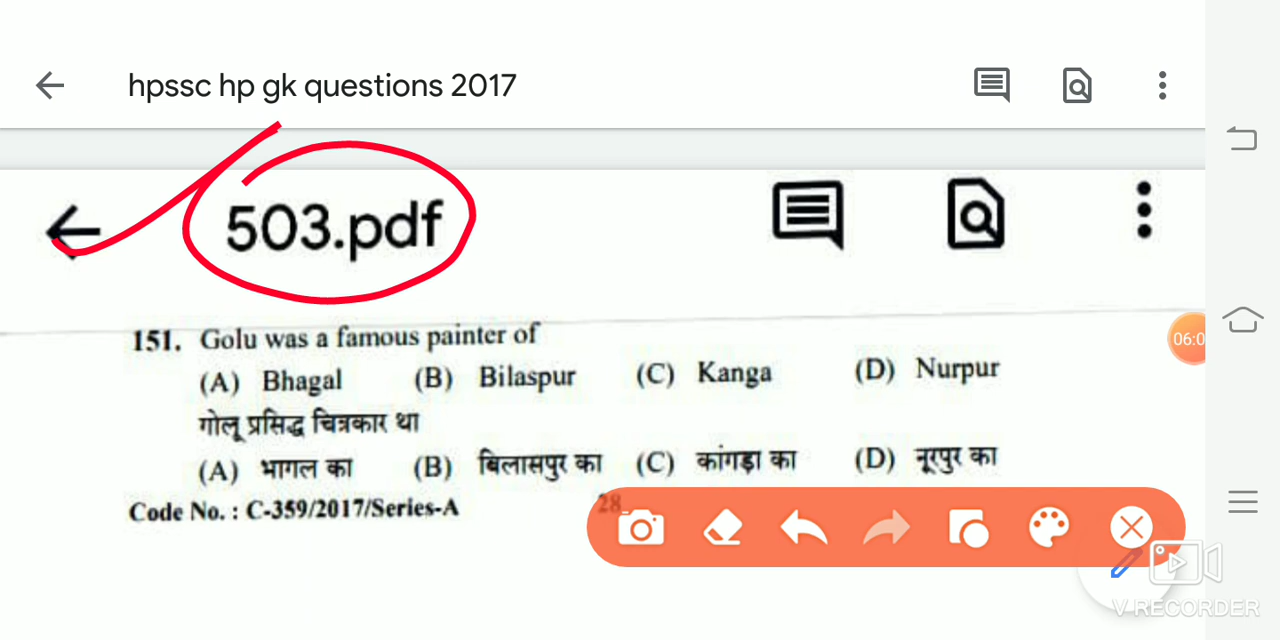 hpssc hp gk questions 2017
503.pdf
151. Golu was a famous painter of
(A) Bhagal (B) Bilaspur (C) Kanga (D) Nurpur
गोलू प्रसिद्ध चित्रकार था
(A) भागल का (B) बिलासपुर का (C) कांगड़ा का (D) नूरपुर का
Code No. : C-359/2017/Series-A 28
06:0
V RECORDER